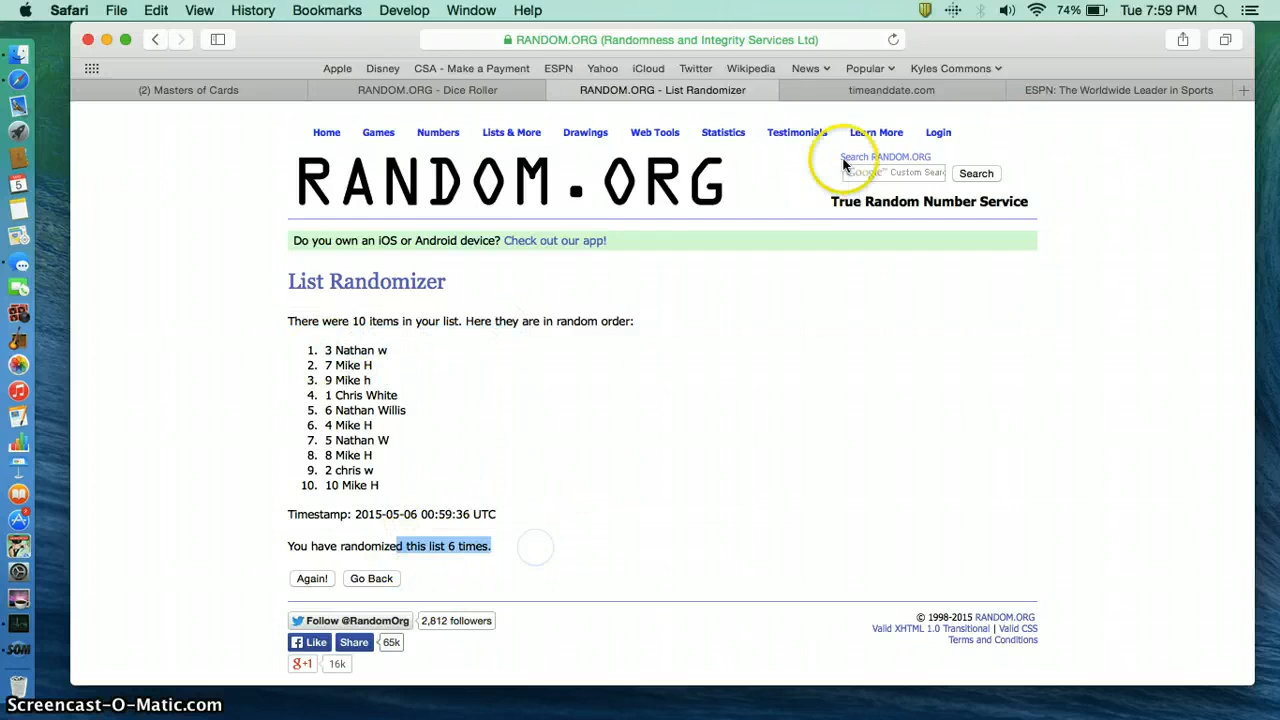 Safari File Edit View History Bookmarks Develop Window Help 74% Tue 7:59 PM
RANDOM.ORG (Randomness and Integrity Services Ltd)
Apple Disney CSA - Make a Payment ESPN Yahoo iCloud Twitter Wikipedia News Popular Kyles Commons
(2) Masters of Cards RANDOM.ORG - Dice Roller RANDOM.ORG - List Randomizer timeanddate.com ESPN: The Worldwide Leader in Sports
Home Games Numbers Lists & More Drawings Web Tools Statistics Testimonials Learn More Login
Search RANDOM.ORG
Google™ Custom Sear Search
RANDOM.ORG
True Random Number Service
Do you own an iOS or Android device? Check out our app!
List Randomizer
There were 10 items in your list. Here they are in random order:
1. 3 Nathan w
2. 7 Mike H
3. 9 Mike h
4. 1 Chris White
5. 6 Nathan Willis
6. 4 Mike H
7. 5 Nathan W
8. 8 Mike H
9. 2 chris w
10. 10 Mike H
Timestamp: 2015-05-06 00:59:36 UTC
You have randomized this list 6 times.
Again! Go Back
Follow @RandomOrg 2,812 followers
Like Share 65k
g+1 16k
© 1998-2015 RANDOM.ORG
Valid XHTML 1.0 Transitional | Valid CSS
Terms and Conditions
5
SOM
Screencast-O-Matic.com